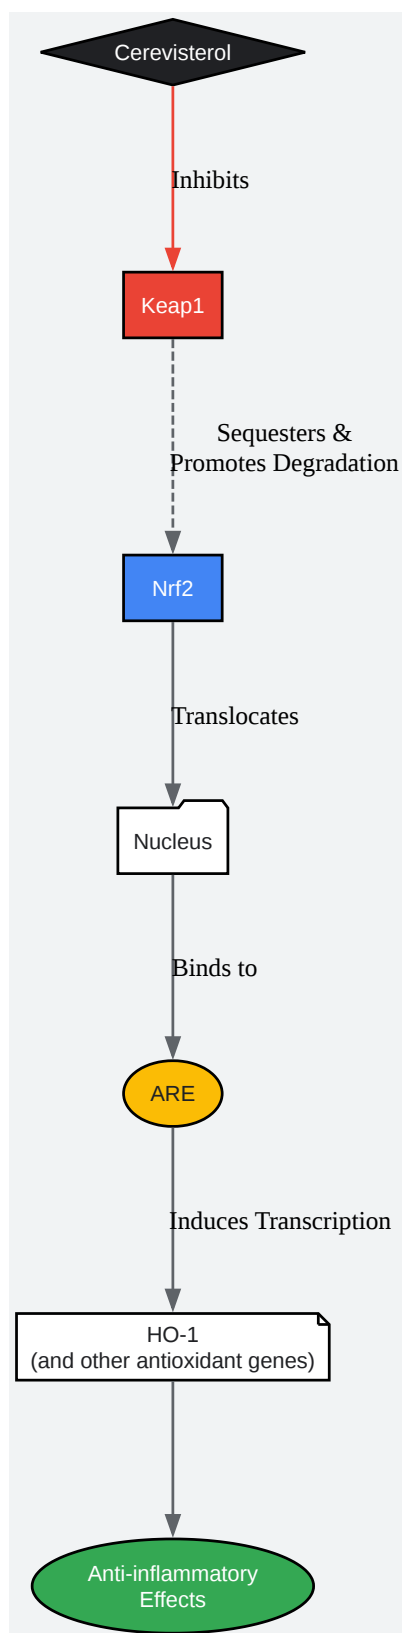 Cerevisterol
Inhibits
Keap1
Sequesters &
Promotes Degradation
Nrf2
Translocates
Nucleus
Binds to
ARE
Induces Transcription
HO-1
(and other antioxidant genes)
Anti-inflammatory
Effects